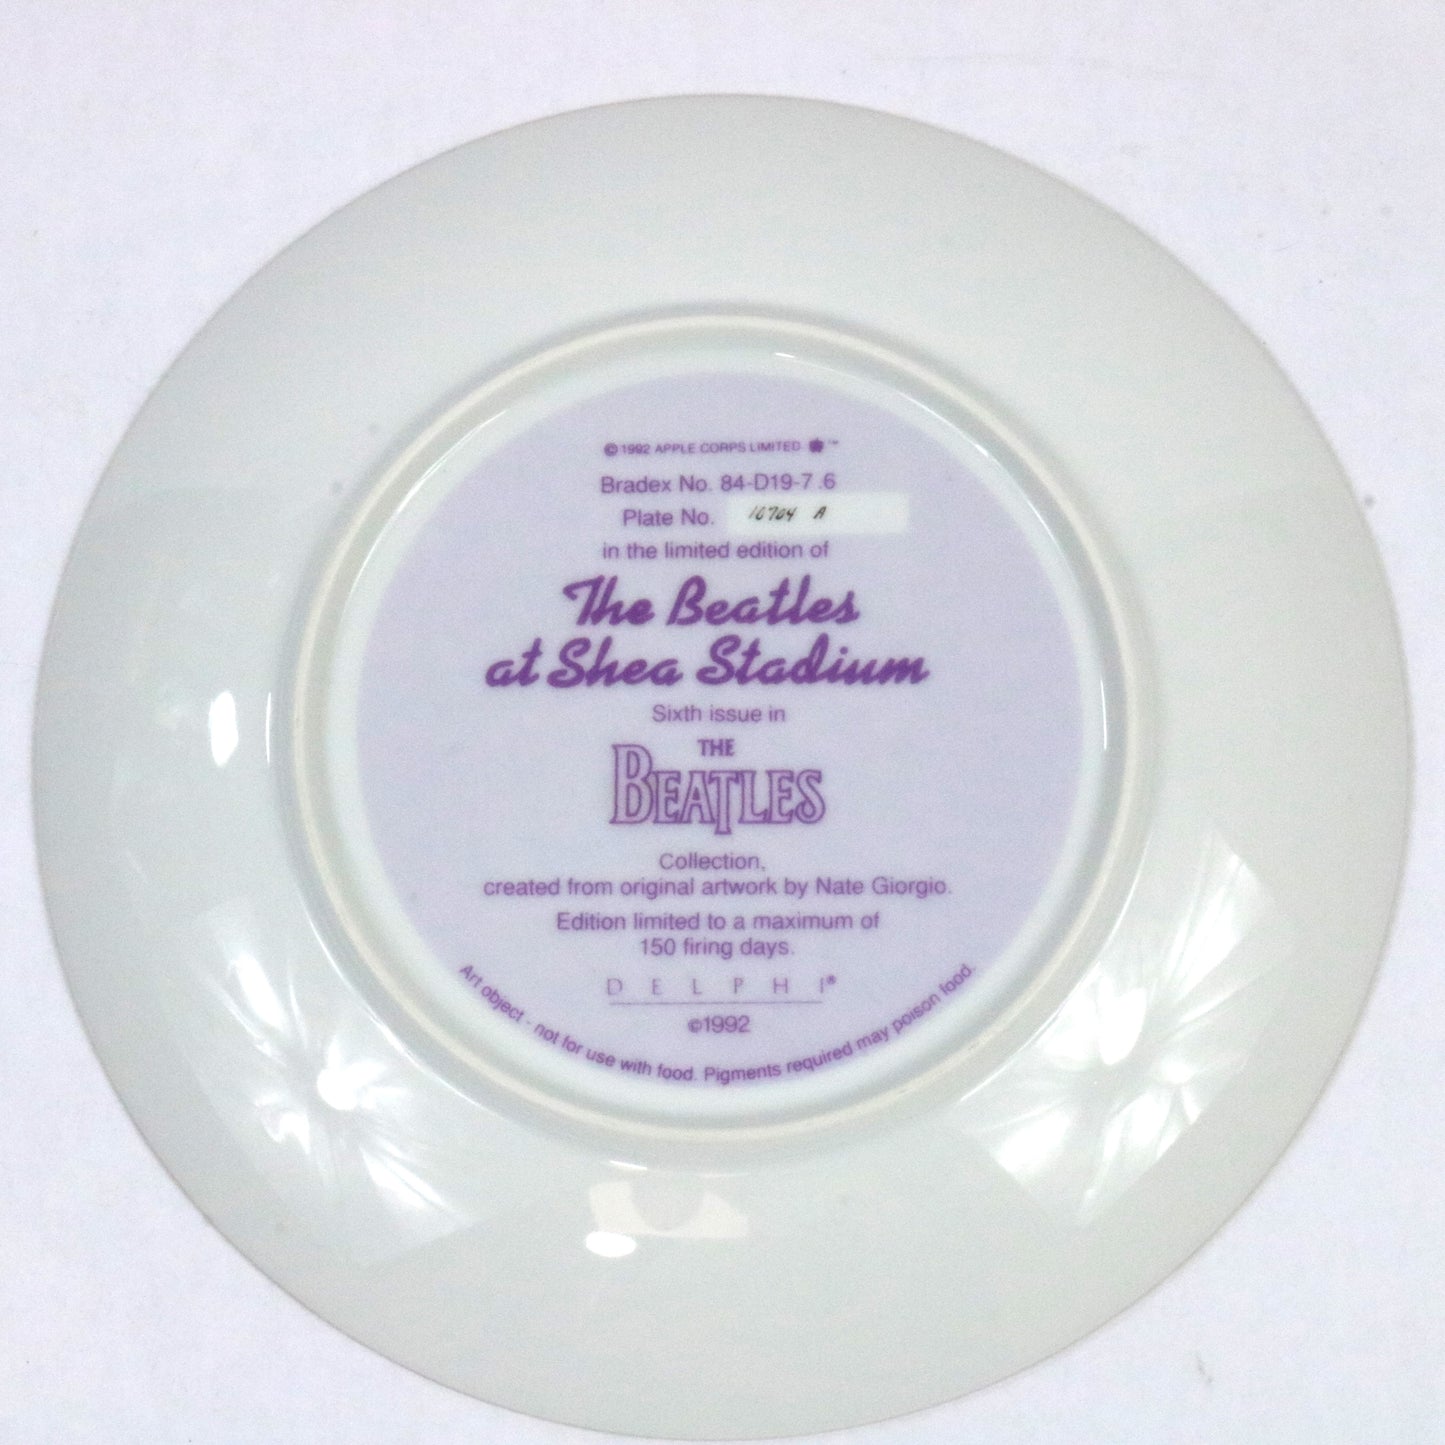 ©1992 APPLE CORPS LIMITED ™
Bradex No. 84-D19-7.6
Plate No. 10704 A
in the limited edition of
The Beatles
at Shea Stadium
Sixth issue in
THE
BEATLES
Collection,
created from original artwork by Nate Giorgio.
Edition limited to a maximum of
150 firing days.
DELPHI®
©1992
Art object - not for use with food. Pigments required may poison food.